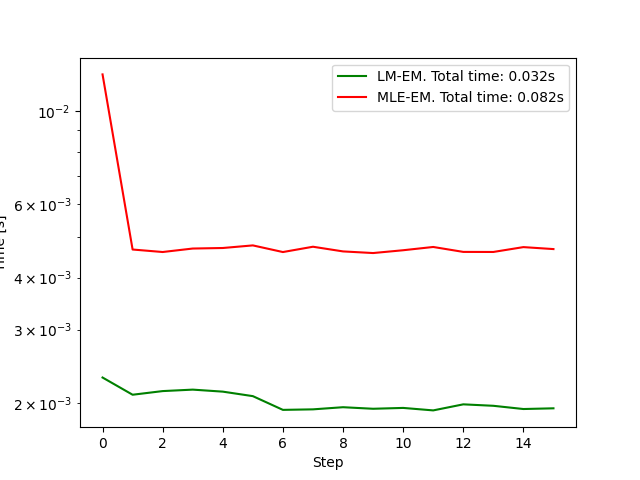 LM-EM. Total time: 0.032s
MLE-EM. Total time: 0.082s
10⁻²
6 × 10⁻³
4 × 10⁻³
3 × 10⁻³
2 × 10⁻³
[s]
0 2 4 6 8 10 12 14
Step